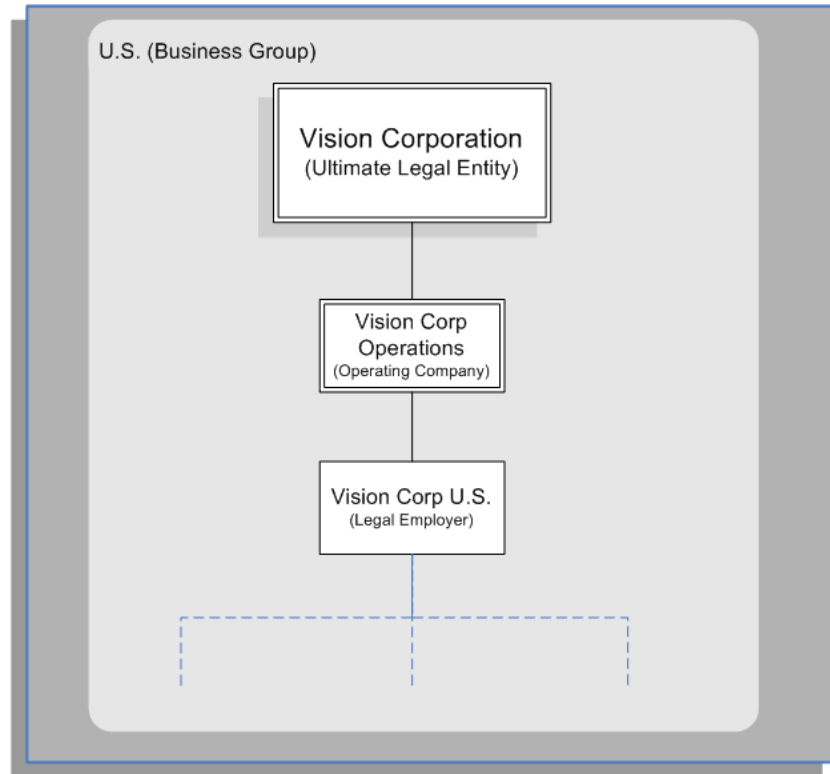 U.S. (Business Group)
Vision Corporation
(Ultimate Legal Entity)
Vision Corp
Operations
(Operating Company)
Vision Corp U.S.
(Legal Employer)